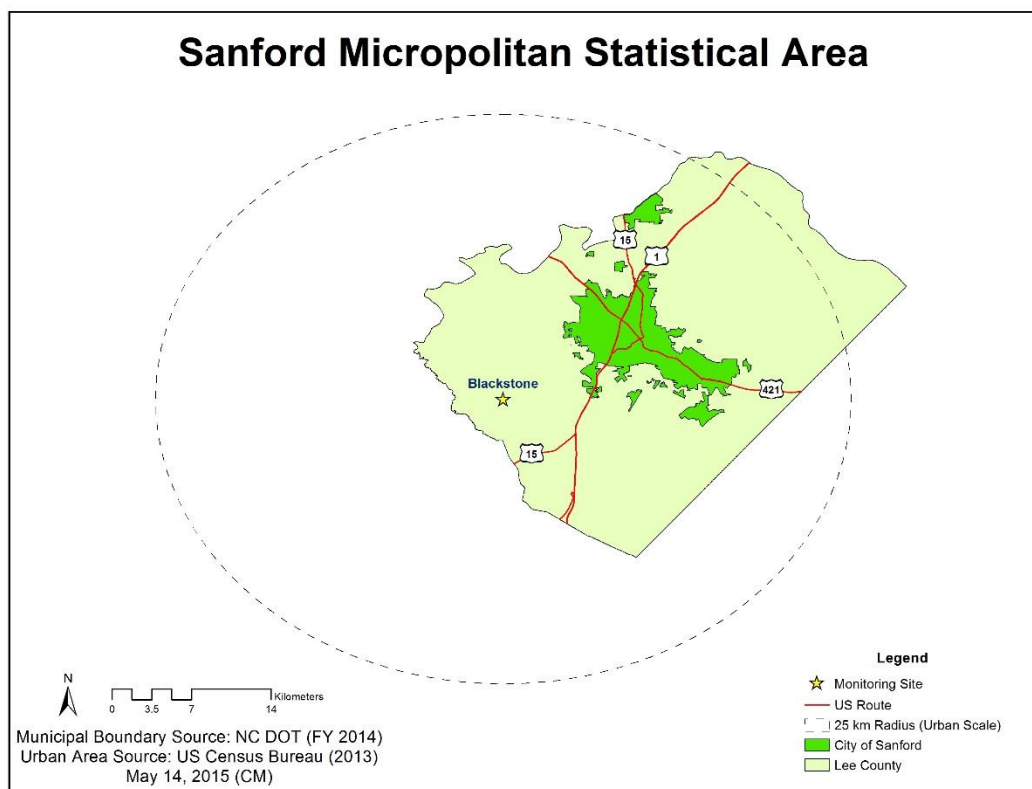 Sanford Micropolitan Statistical Area
15
1
Blackstone
421
15
Legend
Monitoring Site
US Route
25 km Radius (Urban Scale)
City of Sanford
Lee County
N
Kilometers
0 3.5 7 14
Municipal Boundary Source: NC DOT (FY 2014)
Urban Area Source: US Census Bureau (2013)
May 14, 2015 (CM)